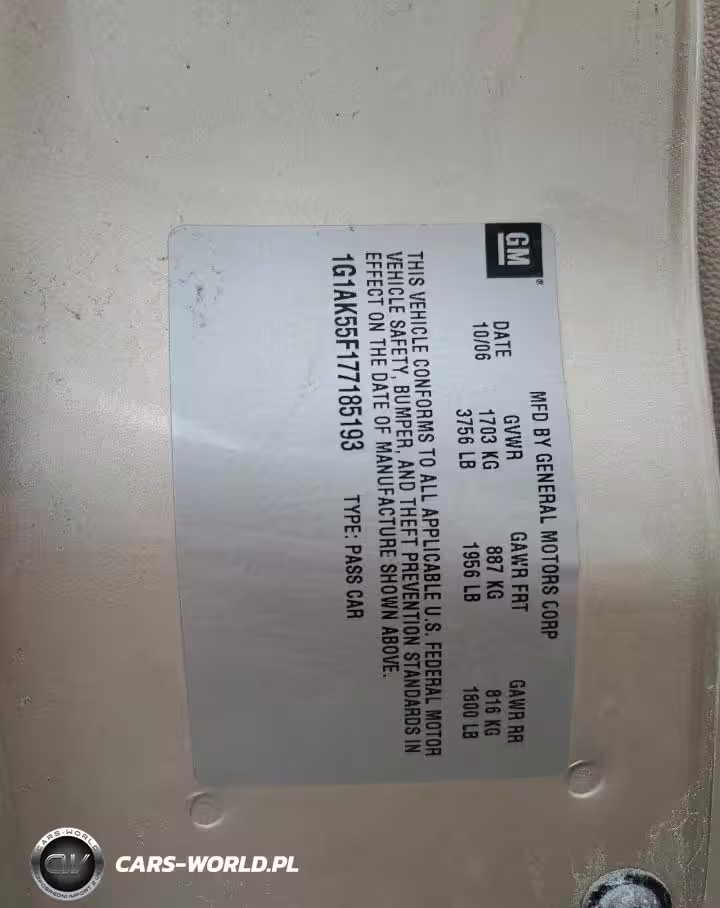 GM
MFD BY GENERAL MOTORS CORP
DATE GVWR GAWR FRT GAWR RR
10/06 1703 KG 887 KG 816 KG
3756 LB 1956 LB 1800 LB
THIS VEHICLE CONFORMS TO ALL APPLICABLE U.S. FEDERAL MOTOR
VEHICLE SAFETY, BUMPER, AND THEFT PREVENTION STANDARDS IN
EFFECT ON THE DATE OF MANUFACTURE SHOWN ABOVE.
1G1AK55F177185193 TYPE: PASS CAR
CARS-WORLD
CW
CARS-WORLD.PL